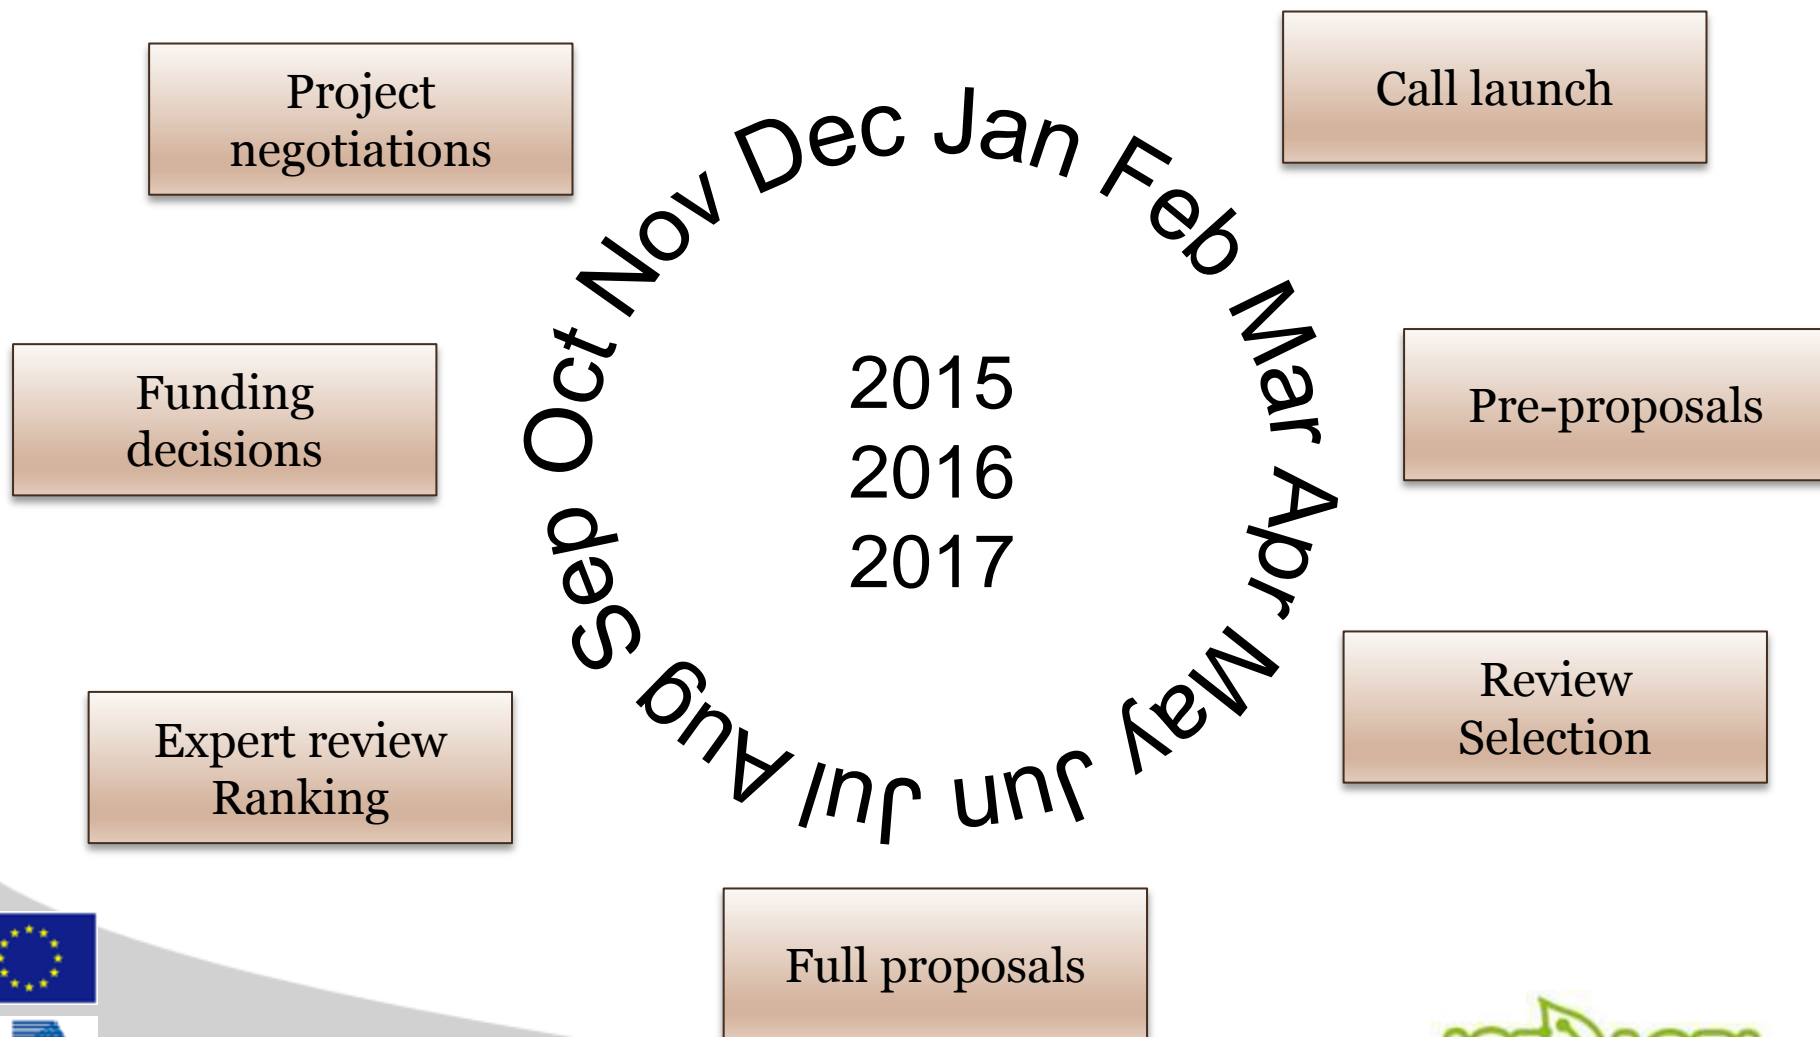 Project
negotiations
Call launch
Jan Feb Mar Apr May Jun Jul Aug Sep Oct Nov Dec
2015
2016
2017
Funding
decisions
Pre-proposals
Review
Selection
Expert review
Ranking
Full proposals